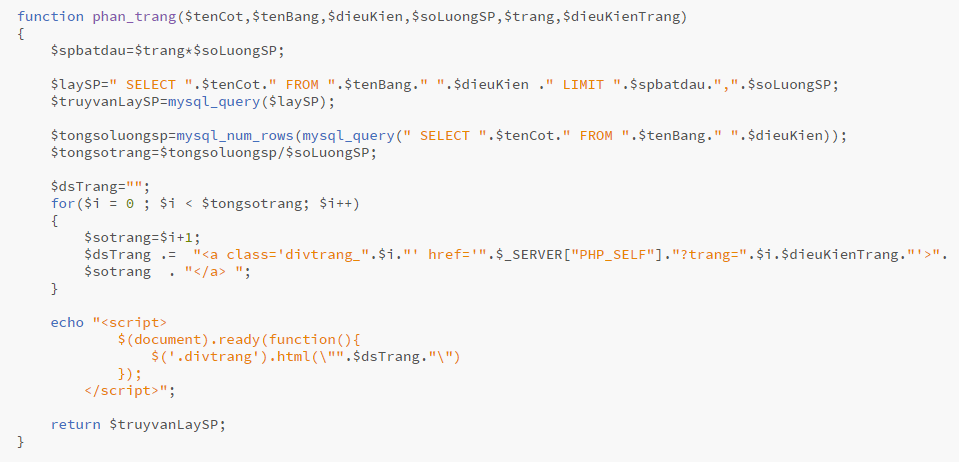 function phan_trang($tenCot,$tenBang,$dieuKien,$soLuongSP,$trang,$dieuKienTrang)
{
    $spbatdau=$trang*$soLuongSP;

    $laySP=" SELECT ".$tenCot." FROM ".$tenBang." ".$dieuKien ." LIMIT ".$spbatdau.",".$soLuongSP;
    $truyvanLaySP=mysql_query($laySP);

    $tongsoluongsp=mysql_num_rows(mysql_query(" SELECT ".$tenCot." FROM ".$tenBang." ".$dieuKien));
    $tongsotrang=$tongsoluongsp/$soLuongSP;

    $dsTrang="";
    for($i = 0 ; $i < $tongsotrang; $i++)
    {
        $sotrang=$i+1;
        $dsTrang .=  "<a class='divtrang_".$i."' href='".$_SERVER["PHP_SELF"]."?trang=".$i.$dieuKienTrang."'>".
        $sotrang  . "</a> ";
    }

    echo "<script>
            $(document).ready(function(){
                $('.divtrang').html(\"".$dsTrang."\")
            });
        </script>";

    return $truyvanLaySP;
}